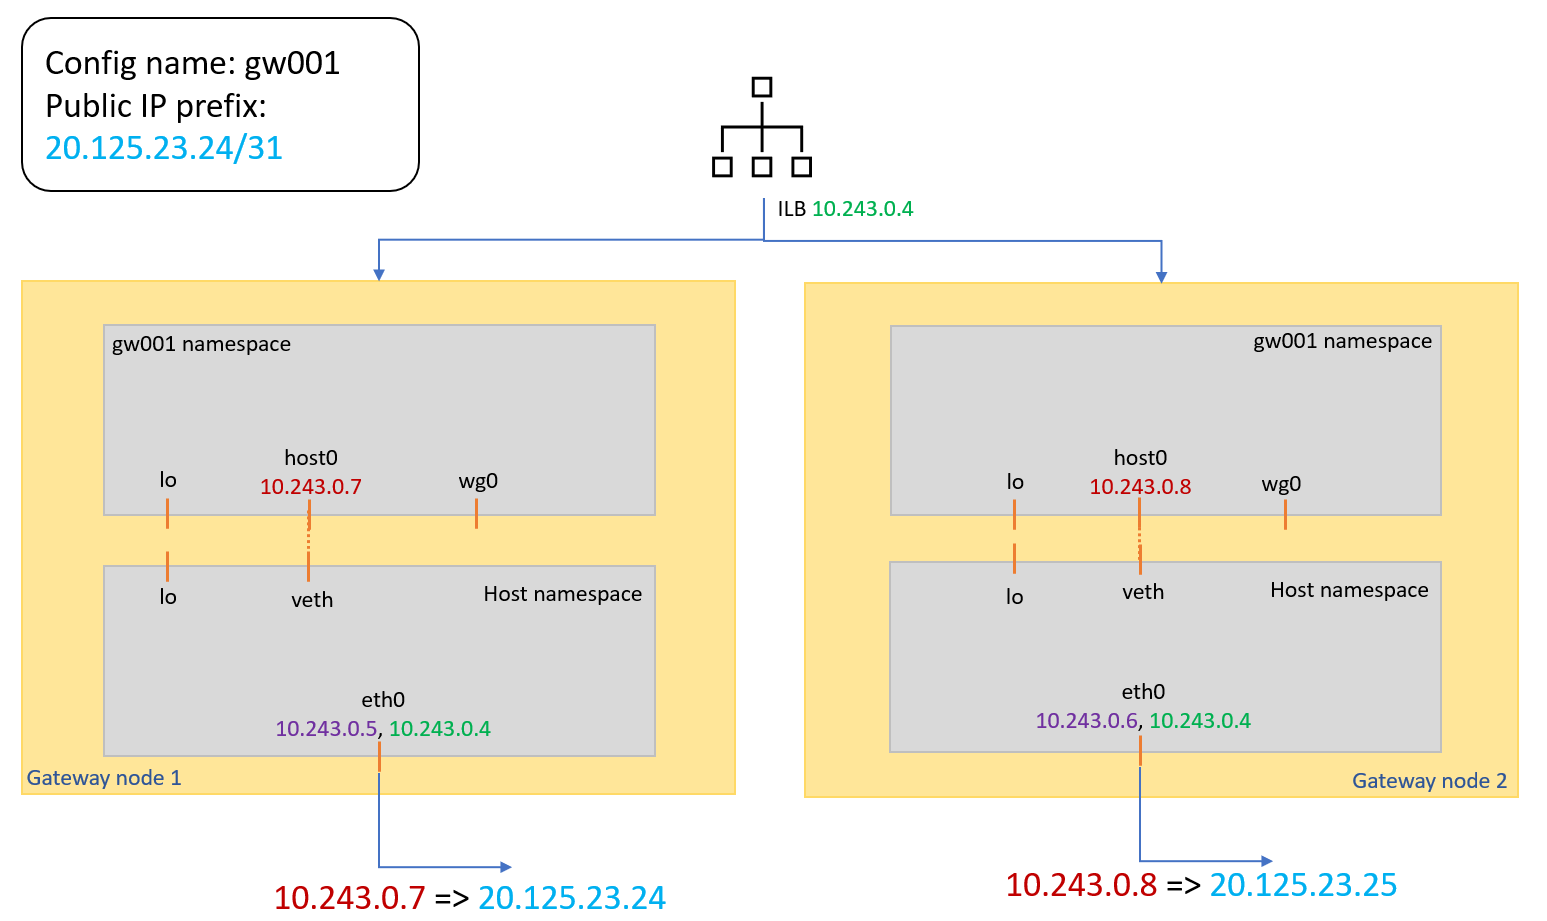 Config name: gw001
Public IP prefix:
20.125.23.24/31
ILB 10.243.0.4
gw001 namespace
host0
10.243.0.7
lo
wg0
lo
veth
Host namespace
eth0
10.243.0.5, 10.243.0.4
Gateway node 1
10.243.0.7 => 20.125.23.24
gw001 namespace
host0
10.243.0.8
lo
wg0
lo
veth
Host namespace
eth0
10.243.0.6, 10.243.0.4
Gateway node 2
10.243.0.8 => 20.125.23.25